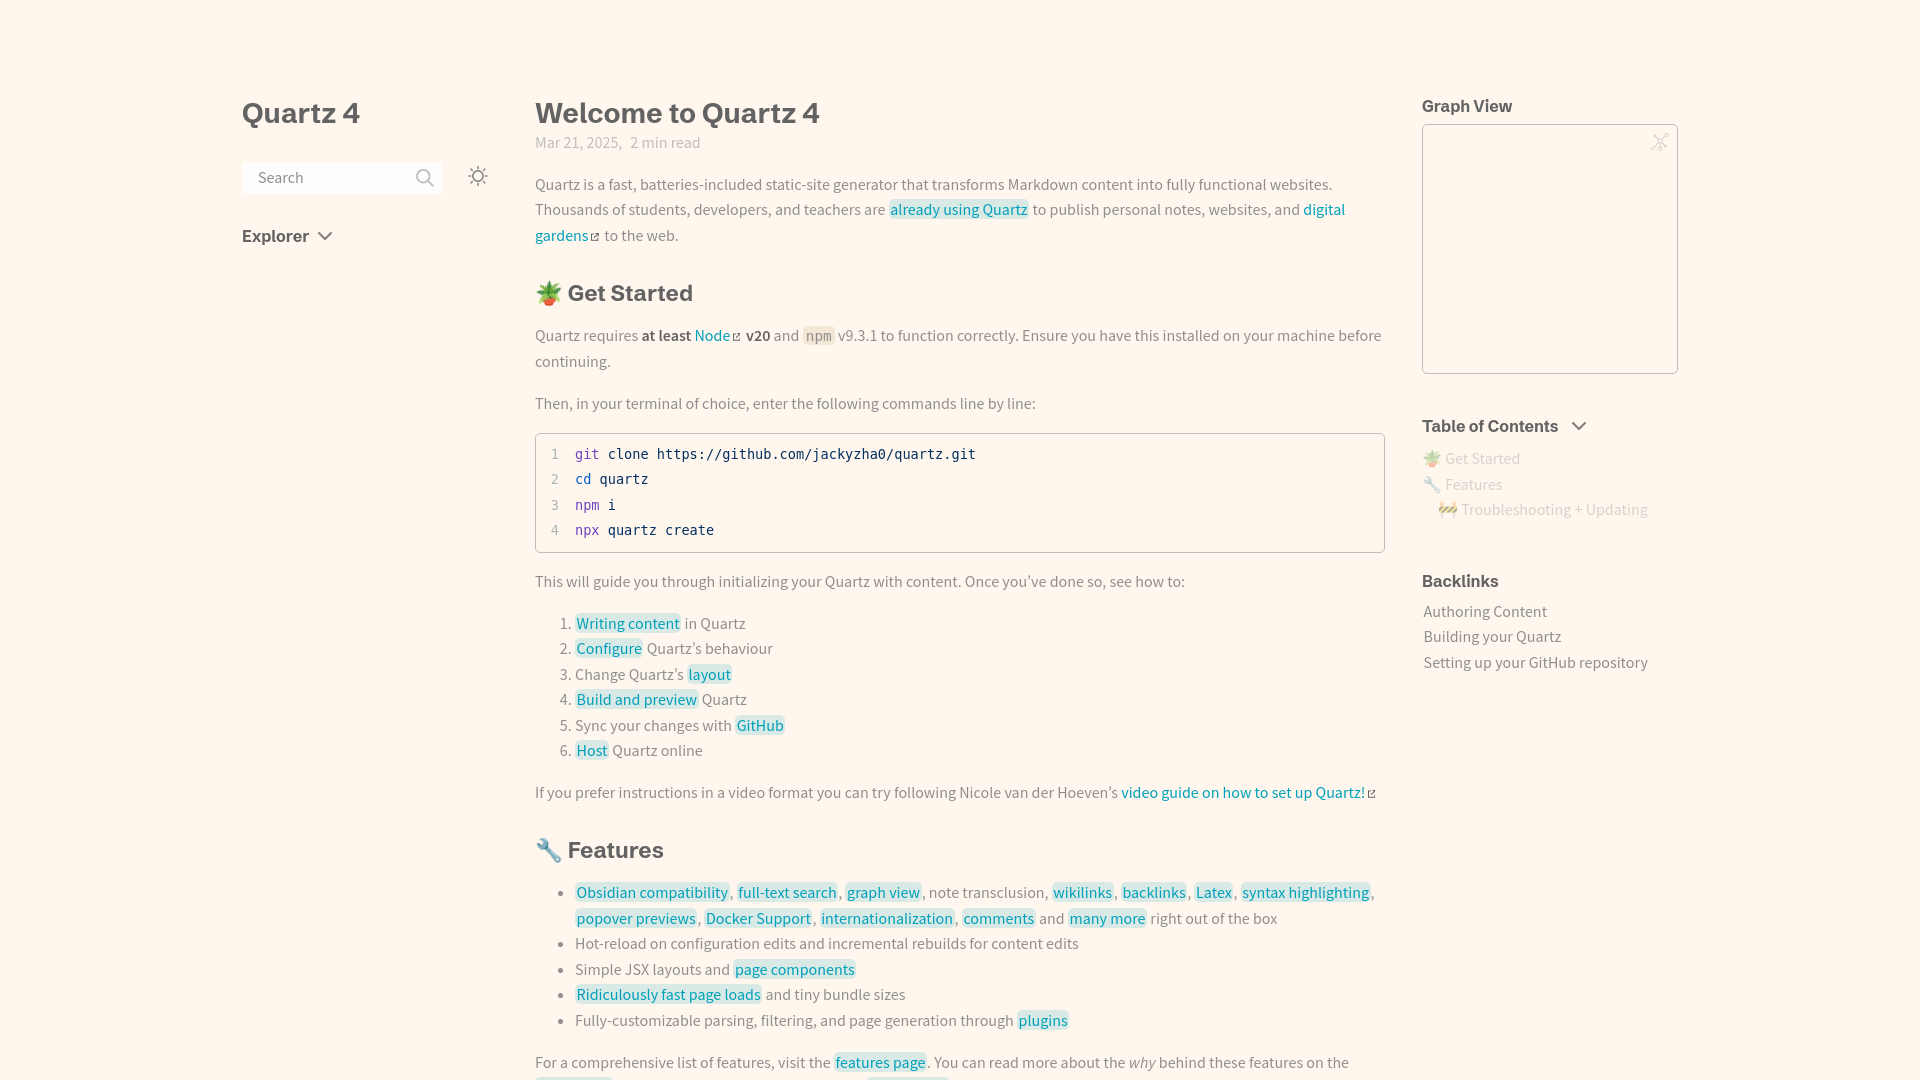 Quartz 4
Search
Explorer
Welcome to Quartz 4
Mar 21, 2025, 2 min read
Quartz is a fast, batteries-included static-site generator that transforms Markdown content into fully functional websites.
Thousands of students, developers, and teachers are already using Quartz to publish personal notes, websites, and digital
gardens to the web.
🪴 Get Started
Quartz requires at least Node v20 and npm v9.3.1 to function correctly. Ensure you have this installed on your machine before
continuing.
Then, in your terminal of choice, enter the following commands line by line:
1 git clone https://github.com/jackyzha0/quartz.git
2 cd quartz
3 npm i
4 npx quartz create
This will guide you through initializing your Quartz with content. Once you’ve done so, see how to:
1. Writing content in Quartz
2. Configure Quartz’s behaviour
3. Change Quartz’s layout
4. Build and preview Quartz
5. Sync your changes with GitHub
6. Host Quartz online
If you prefer instructions in a video format you can try following Nicole van der Hoeven’s video guide on how to set up Quartz!
🔧 Features
• Obsidian compatibility, full-text search, graph view, note transclusion, wikilinks, backlinks, Latex, syntax highlighting,
popover previews, Docker Support, internationalization, comments and many more right out of the box
• Hot-reload on configuration edits and incremental rebuilds for content edits
• Simple JSX layouts and page components
• Ridiculously fast page loads and tiny bundle sizes
• Fully-customizable parsing, filtering, and page generation through plugins
For a comprehensive list of features, visit the features page. You can read more about the why behind these features on the
Graph View
Table of Contents
🪴 Get Started
🔧 Features
🚧 Troubleshooting + Updating
Backlinks
Authoring Content
Building your Quartz
Setting up your GitHub repository